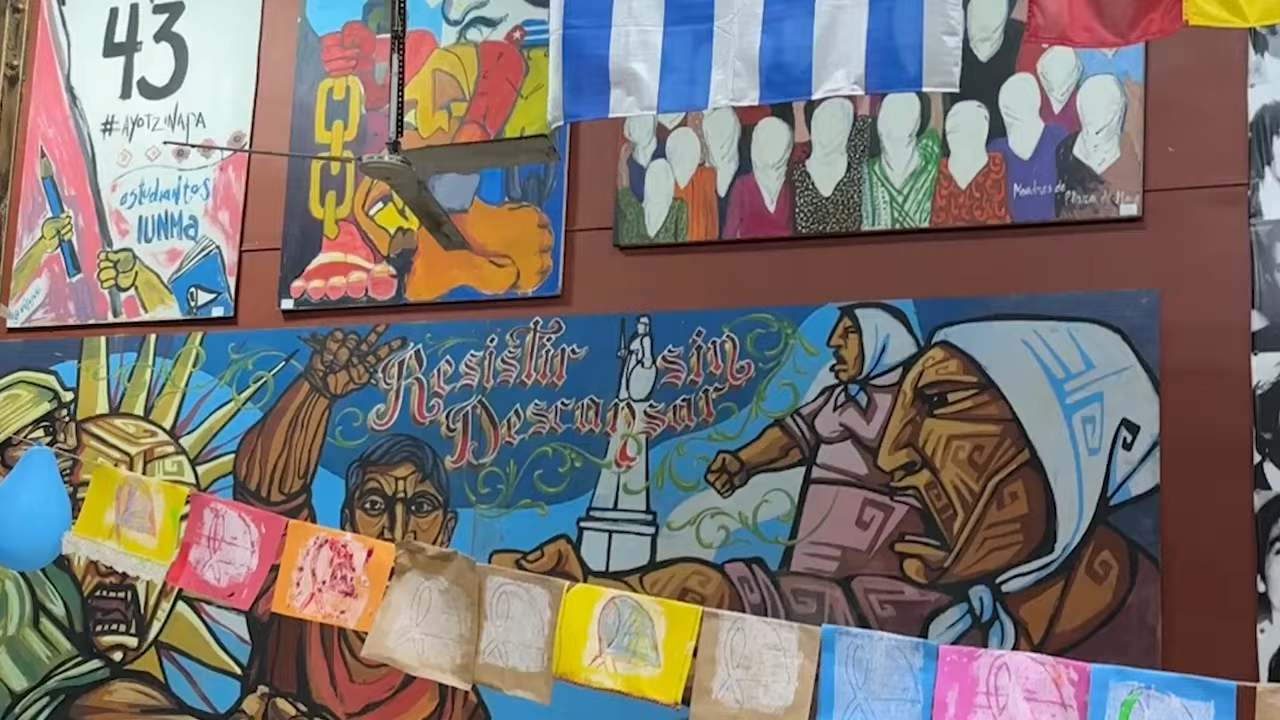 43
#AYOTZINAPA
estudiantes
IUNMa
Madres de
Plaza de Mayo
Resistir sin
Descansar